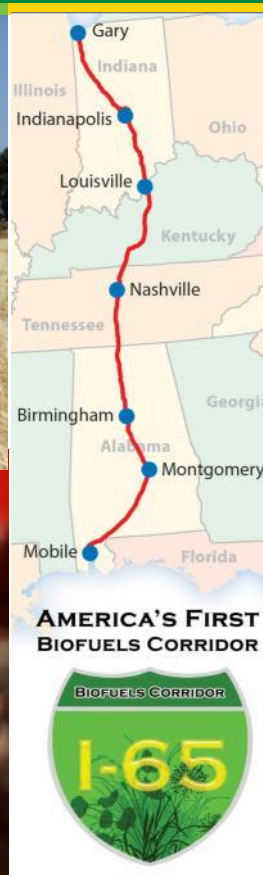 Gary
Indiana
Illinois
Indianapolis
Ohio
Louisville
Kentucky
Nashville
Tennessee
Georgia
Birmingham
Alabama
Montgomery
Mobile
Florida
AMERICA'S FIRST
BIOFUELS CORRIDOR
BIOFUELS CORRIDOR
I-65